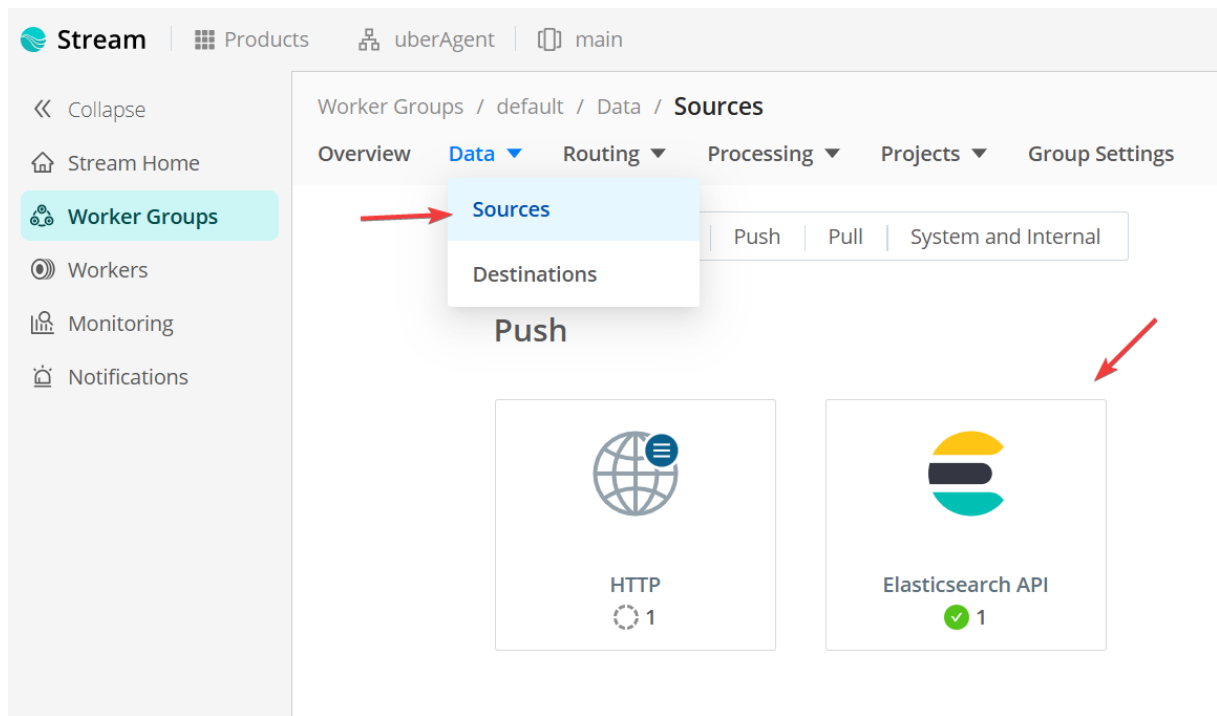 Stream Products uberAgent main
Collapse
Stream Home
Worker Groups
Workers
Monitoring
Notifications
Worker Groups / default / Data / Sources
Overview Data Routing Processing Projects Group Settings
Sources
Destinations
Push Pull System and Internal
Push
HTTP
1
Elasticsearch API
1